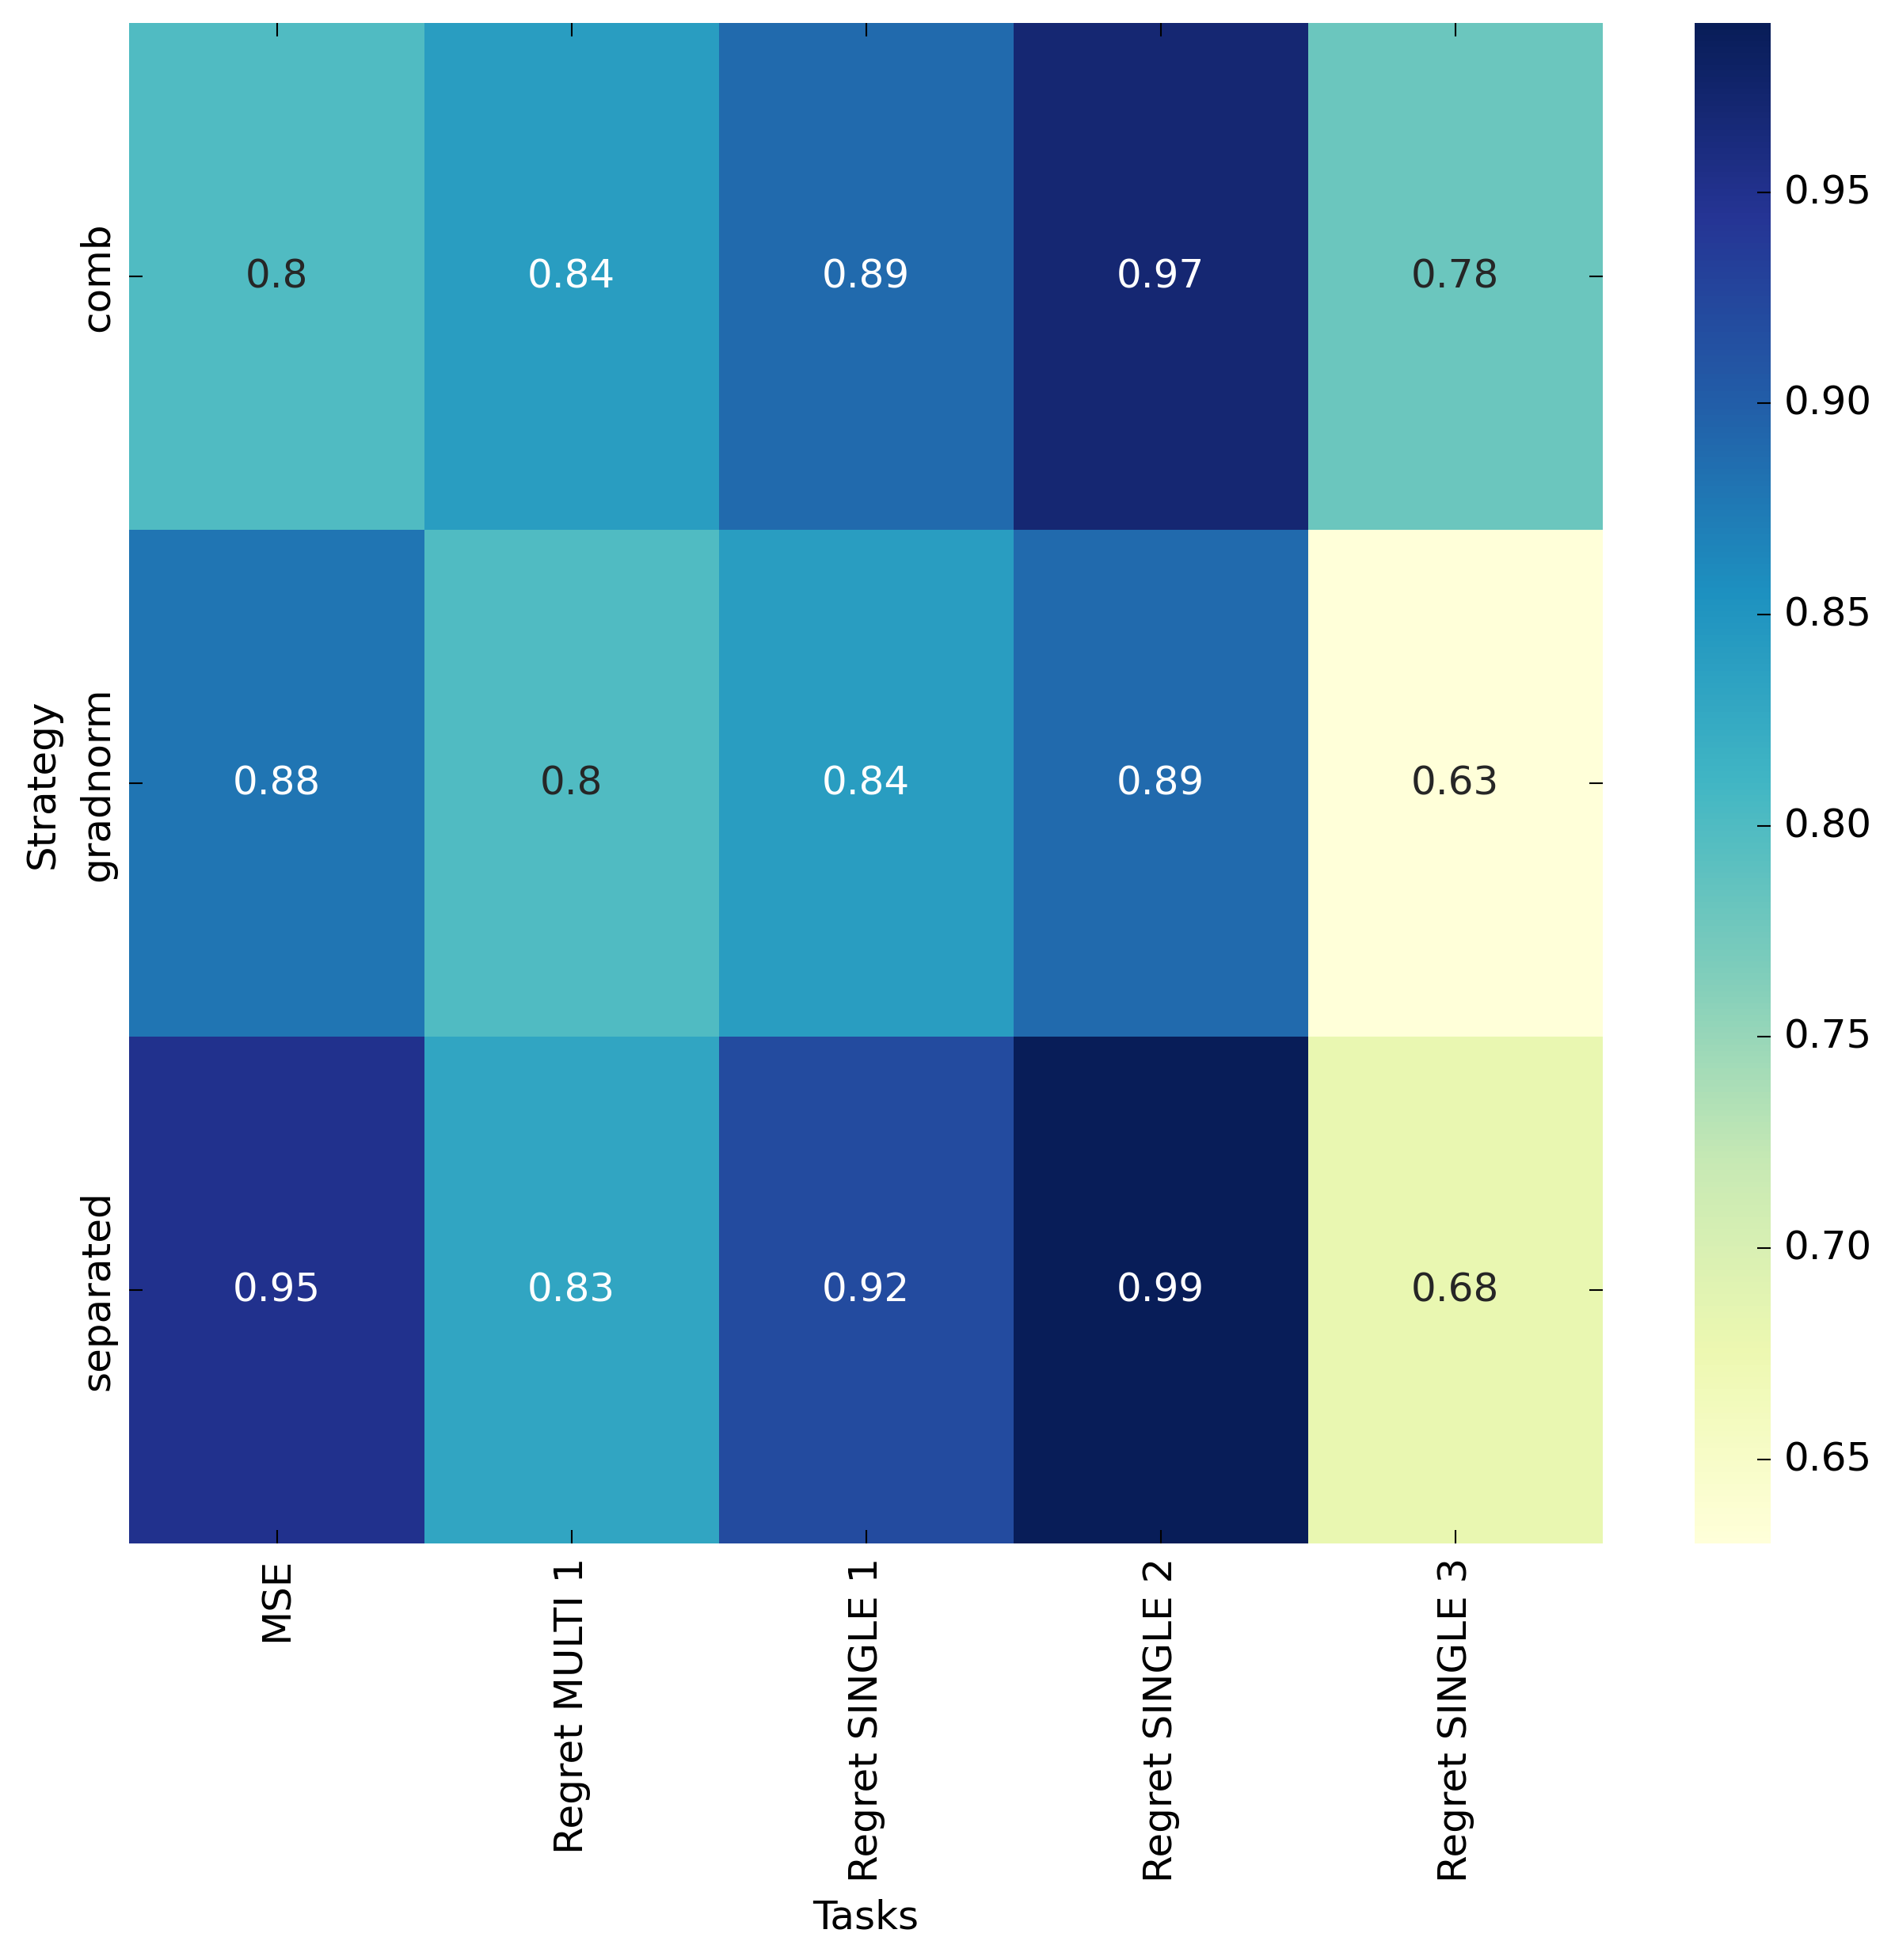 Strategy
comb
gradnorm
separated
0.8 0.84 0.89 0.97 0.78
0.88 0.8 0.84 0.89 0.63
0.95 0.83 0.92 0.99 0.68
MSE
Regret MULTI 1
Regret SINGLE 1
Regret SINGLE 2
Regret SINGLE 3
Tasks
0.95
0.90
0.85
0.80
0.75
0.70
0.65